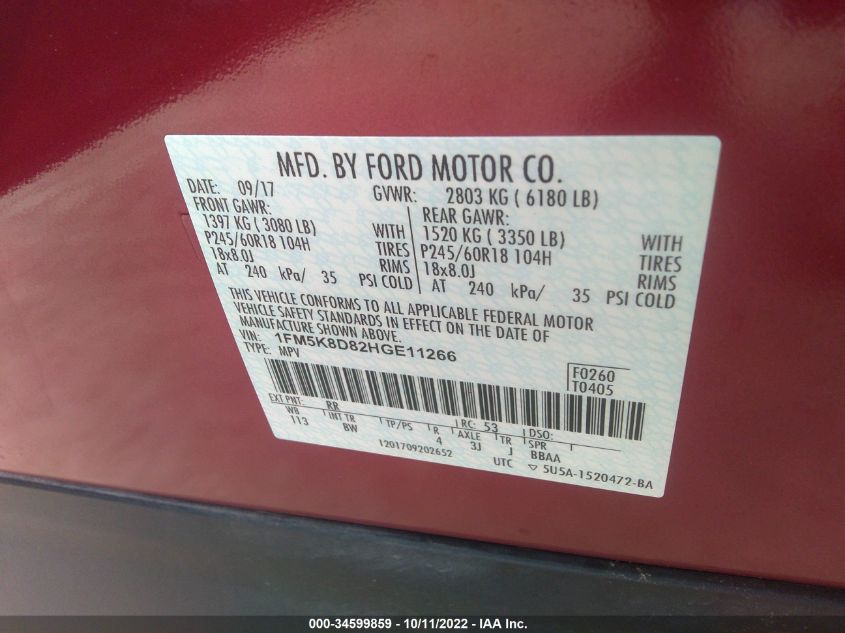 MFD. BY FORD MOTOR CO.
DATE: 09/17 GVWR: 2803 KG ( 6180 LB)
FRONT GAWR: REAR GAWR:
1397 KG ( 3080 LB) WITH 1520 KG ( 3350 LB) WITH
P245/60R18 104H TIRES P245/60R18 104H TIRES
18x8.0J RIMS 18x8.0J RIMS
AT 240 kPa/ 35 PSI COLD AT 240 kPa/ 35 PSI COLD
THIS VEHICLE CONFORMS TO ALL APPLICABLE FEDERAL MOTOR
VEHICLE SAFETY STANDARDS IN EFFECT ON THE DATE OF
MANUFACTURE SHOWN ABOVE.
VIN: 1FM5K8D82HGE11266
TYPE: MPV
F0260
T0405
EXT PNT: RR RC: 53 DSO:
WB INT TR TP/PS R AXLE TR SPR
113 BW 4 3J J BBAA
1201709202652 UTC ▽ 5U5A-1520472-BA
000-34599859 - 10/11/2022 - IAA Inc.